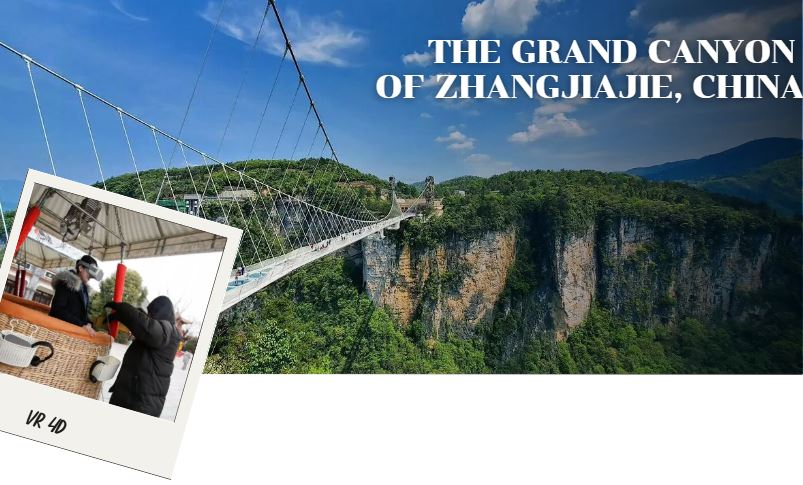 THE GRAND CANYON
OF ZHANGJIAJIE, CHINA
VR 4D